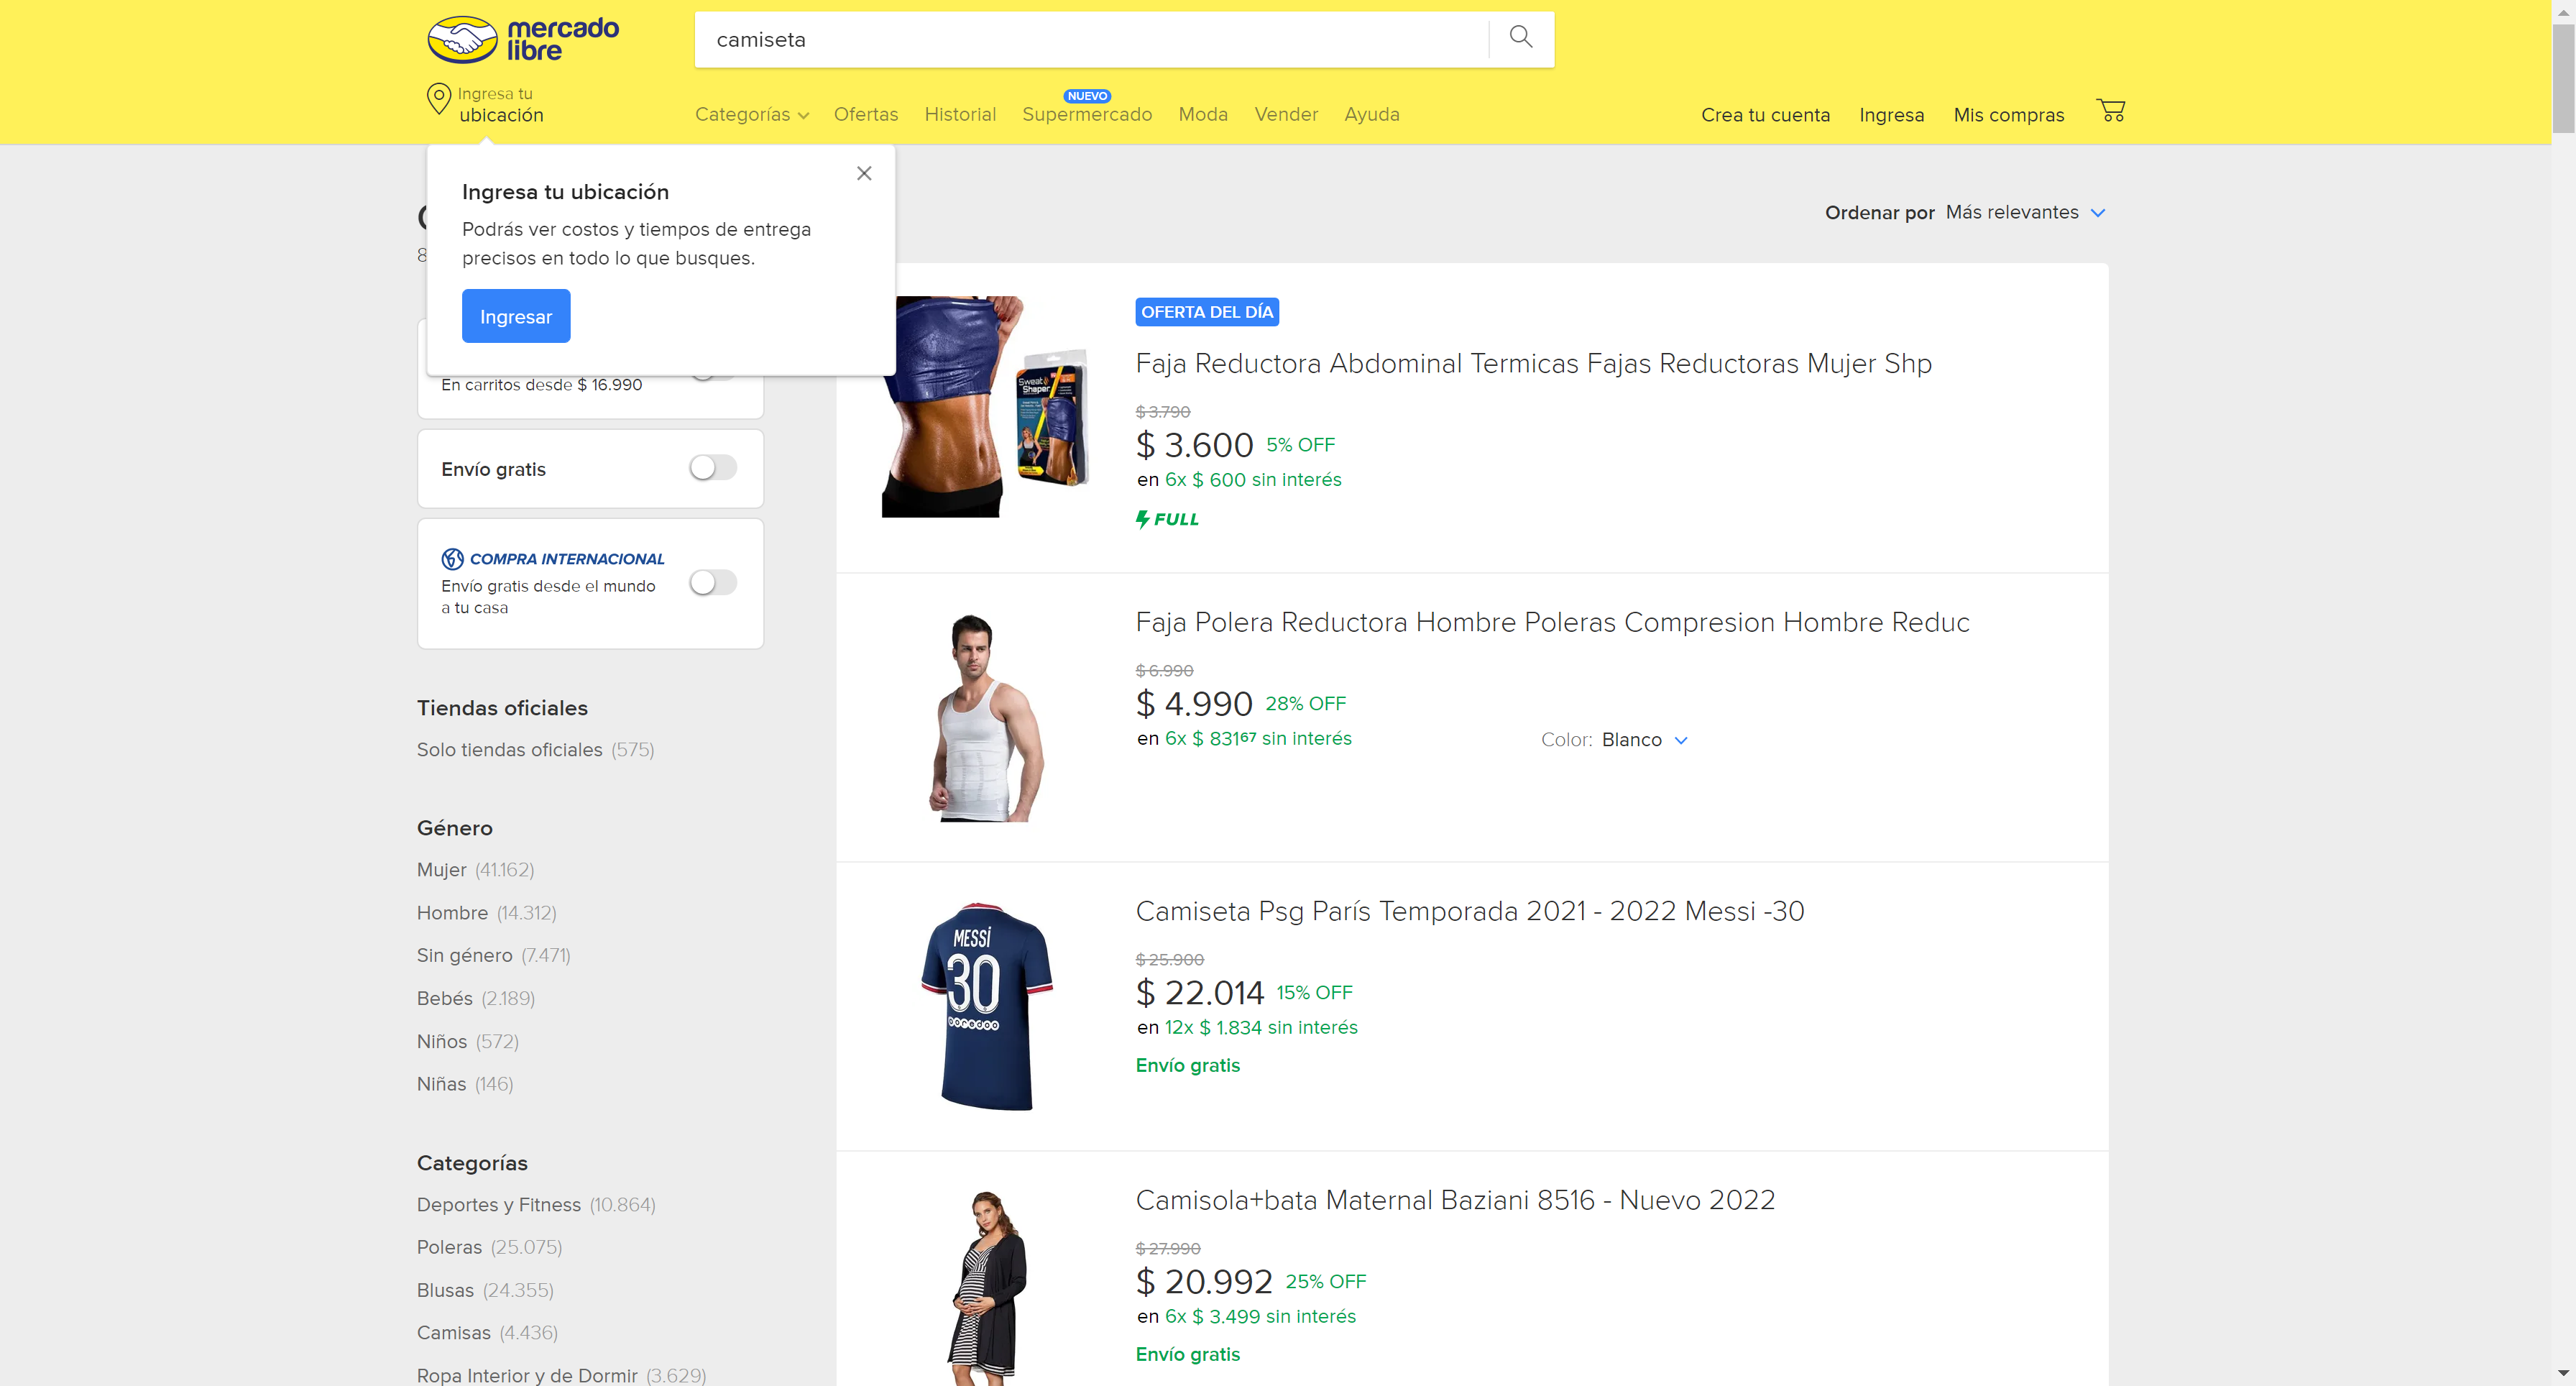 mercado
libre
camiseta
Ingresa tu
ubicación
Categorías
Ofertas
Historial
NUEVO
Supermercado
Moda
Vender
Ayuda
Crea tu cuenta
Ingresa
Mis compras
Ingresa tu ubicación
Podrás ver costos y tiempos de entrega
precisos en todo lo que busques.
Ingresar
8
Ordenar por Más relevantes
En carritos desde $ 16.990
Envío gratis
COMPRA INTERNACIONAL
Envío gratis desde el mundo
a tu casa
Tiendas oficiales
Solo tiendas oficiales (575)
Género
Mujer (41.162)
Hombre (14.312)
Sin género (7.471)
Bebés (2.189)
Niños (572)
Niñas (146)
Categorías
Deportes y Fitness (10.864)
Poleras (25.075)
Blusas (24.355)
Camisas (4.436)
Ropa Interior y de Dormir (3.629)
Sweat
Shaper
OFERTA DEL DÍA
Faja Reductora Abdominal Termicas Fajas Reductoras Mujer Shp
$ 3.790
$ 3.600 5% OFF
en 6x $ 600 sin interés
FULL
Faja Polera Reductora Hombre Poleras Compresion Hombre Reduc
$ 6.990
$ 4.990 28% OFF
en 6x $ 83167 sin interés
Color: Blanco
MESSI
30
ooredoo
Camiseta Psg París Temporada 2021 - 2022 Messi -30
$ 25.900
$ 22.014 15% OFF
en 12x $ 1.834 sin interés
Envío gratis
Camisola+bata Maternal Baziani 8516 - Nuevo 2022
$ 27.990
$ 20.992 25% OFF
en 6x $ 3.499 sin interés
Envío gratis